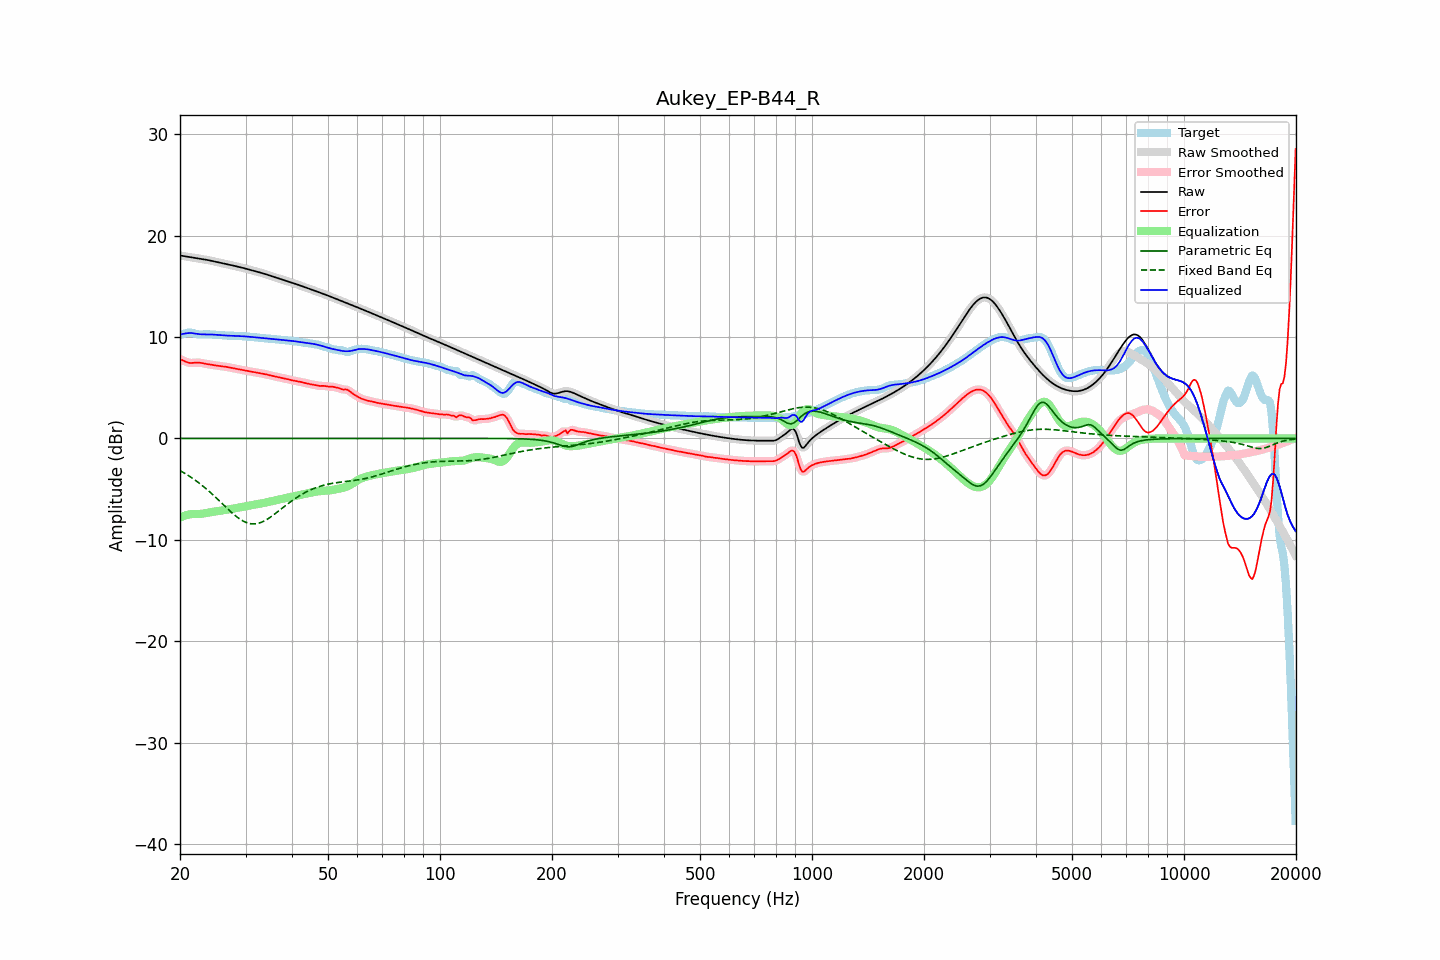 Aukey_EP-B44_R
Target
Raw Smoothed
Error Smoothed
Raw
Error
Equalization
Parametric Eq
Fixed Band Eq
Equalized
30
20
10
0
−10
−20
−30
−40
Amplitude (dBr)
20 50 100 200 500 1000 2000 5000 10000 20000
Frequency (Hz)